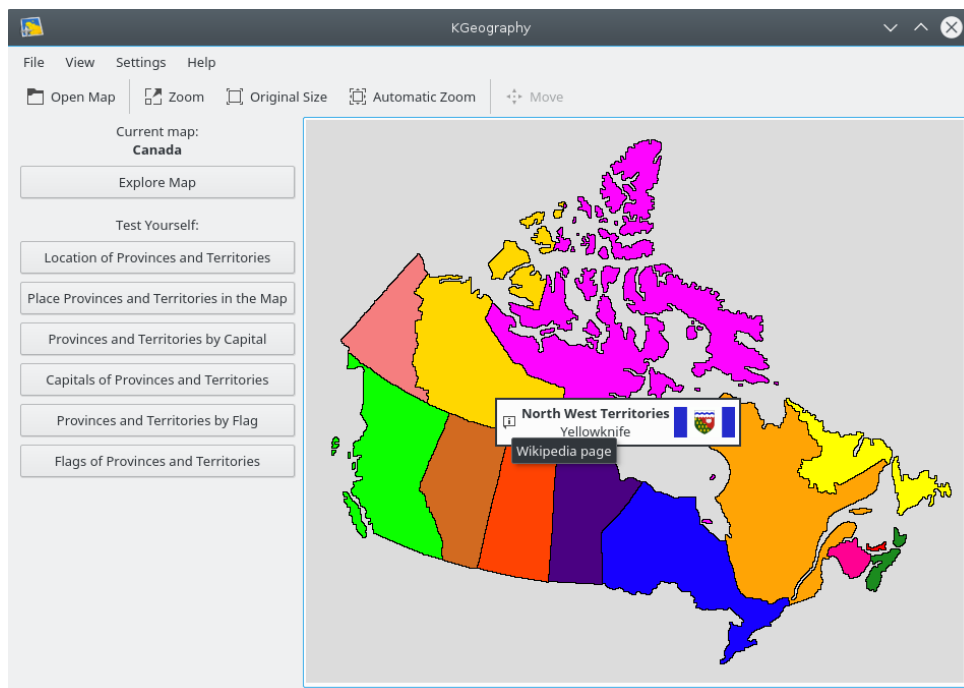 KGeography
File View Settings Help
Open Map Zoom Original Size Automatic Zoom Move
Current map:
Canada
Explore Map
Test Yourself:
Location of Provinces and Territories
Place Provinces and Territories in the Map
Provinces and Territories by Capital
Capitals of Provinces and Territories
Provinces and Territories by Flag
Flags of Provinces and Territories
North West Territories
Yellowknife
Wikipedia page